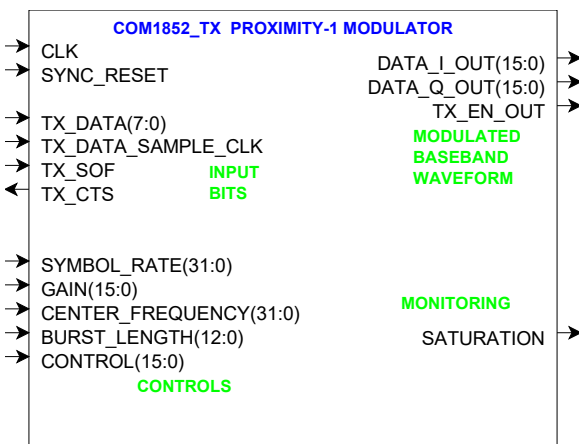 COM1852_TX PROXIMITY-1 MODULATOR
CLK
SYNC_RESET
TX_DATA(7:0)
TX_DATA_SAMPLE_CLK
TX_SOF
TX_CTS
INPUT
BITS
SYMBOL_RATE(31:0)
GAIN(15:0)
CENTER_FREQUENCY(31:0)
BURST_LENGTH(12:0)
CONTROL(15:0)
CONTROLS
DATA_I_OUT(15:0)
DATA_Q_OUT(15:0)
TX_EN_OUT
MODULATED
BASEBAND
WAVEFORM
MONITORING
SATURATION